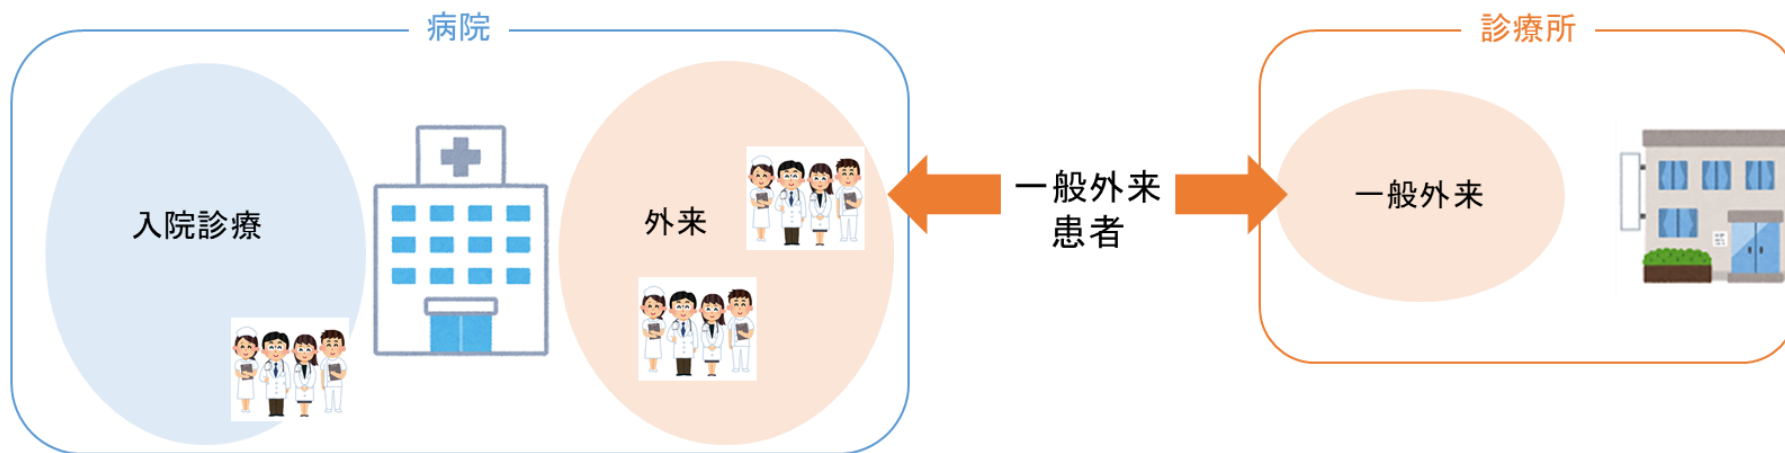 病院
診療所
入院診療
外来
一般外来
患者
一般外来